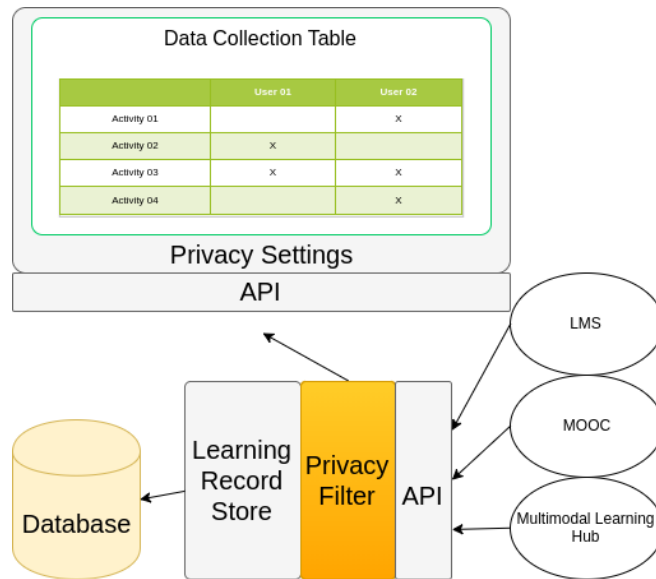 Data Collection Table
User 01 User 02
Activity 01 X
Activity 02 X
Activity 03 X X
Activity 04 X
Privacy Settings
API
LMS
MOOC
Multimodal Learning
Hub
Learning
Record
Store
Privacy
Filter
API
Database